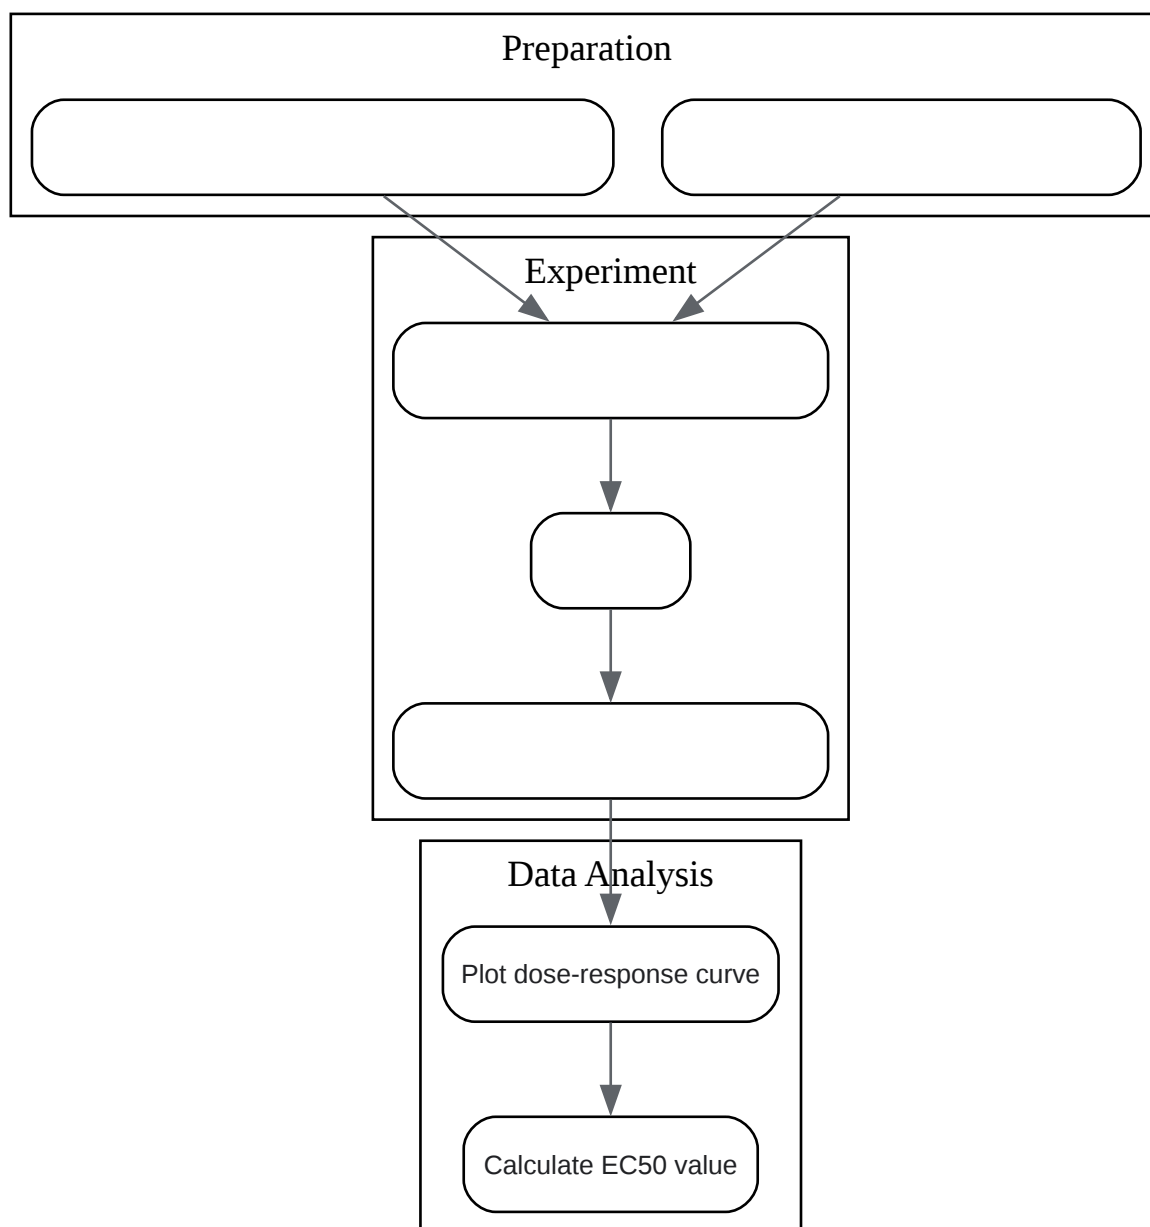 Preparation
Experiment
Data Analysis
Plot dose-response curve
Calculate EC50 value